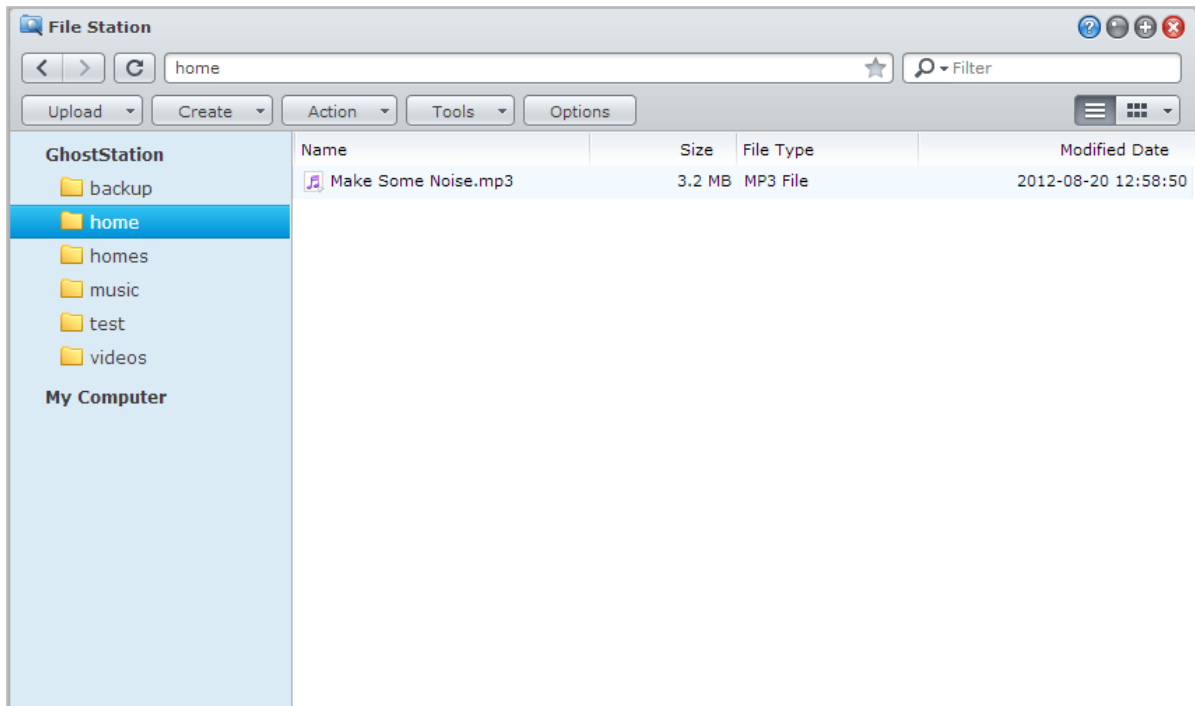 File Station
home
Filter
Upload Create Action Tools Options
GhostStation
backup
home
homes
music
test
videos
My Computer
Name Size File Type Modified Date
Make Some Noise.mp3 3.2 MB MP3 File 2012-08-20 12:58:50